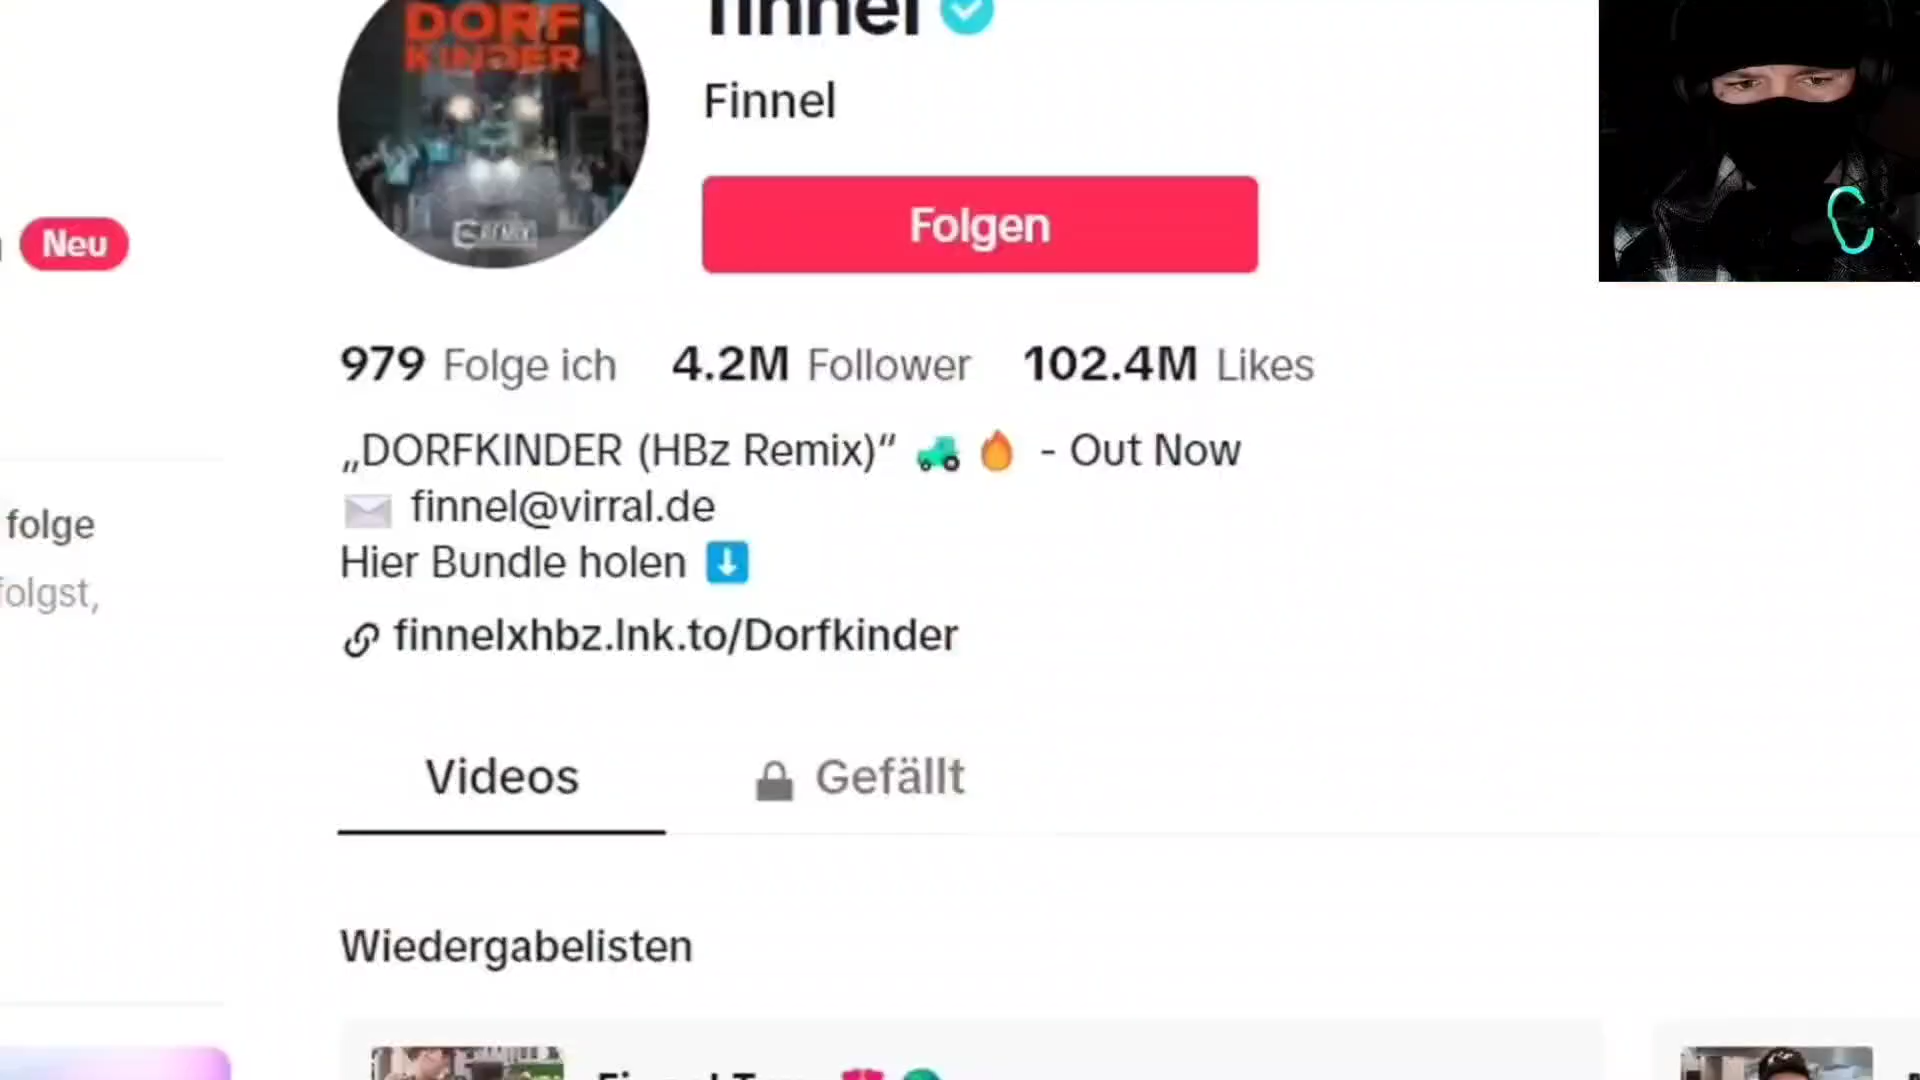 DORF
KINDER
REMIX
finnel
Finnel
Folgen
Neu
979 Folge ich 4.2M Follower 102.4M Likes
„DORFKINDER (HBz Remix)“ 🚜 🔥 - Out Now
✉️ finnel@virral.de
Hier Bundle holen ⬇️
finnelxhbz.lnk.to/Dorfkinder
folge
folgst,
Videos Gefällt
Wiedergabelisten